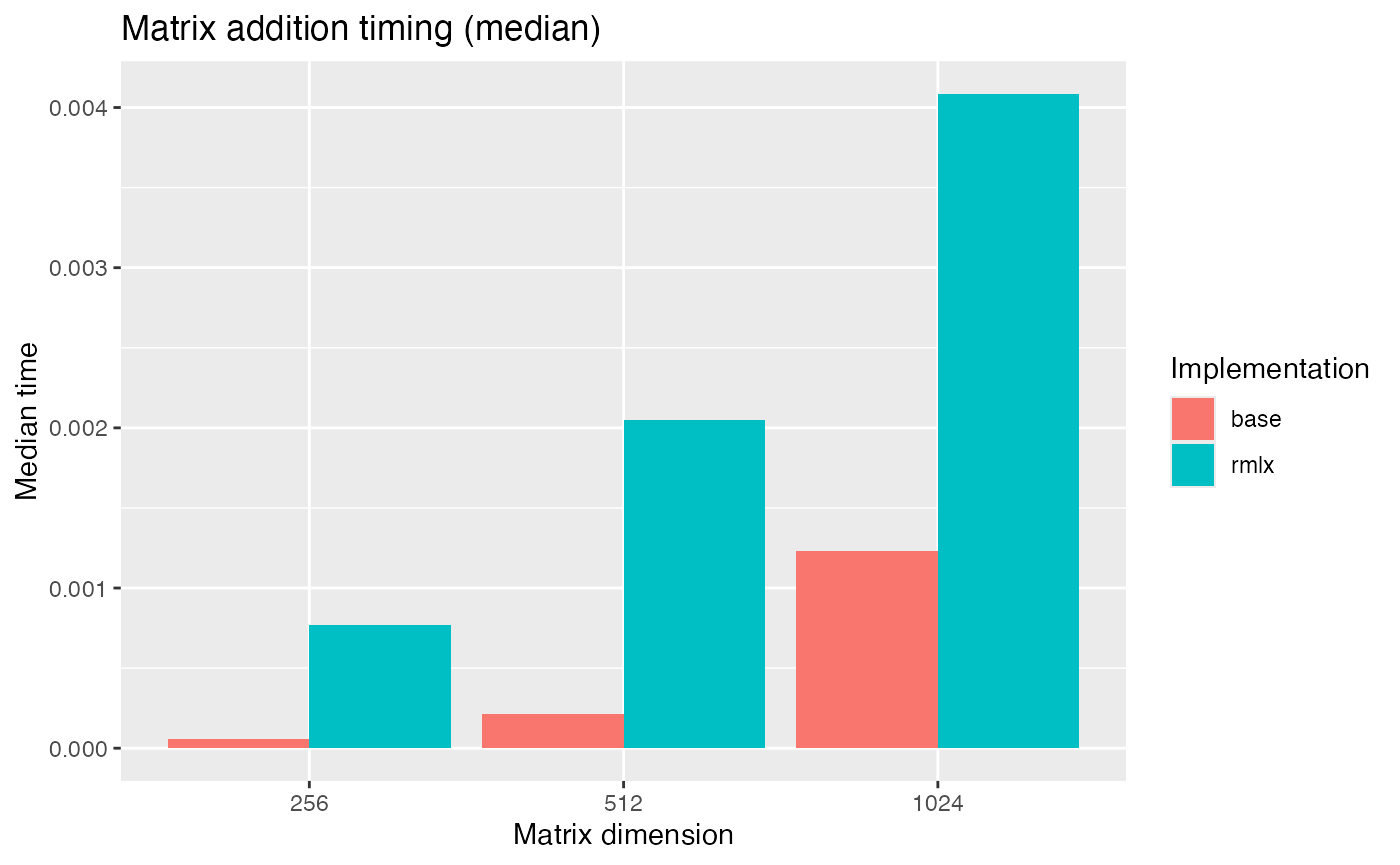 Matrix addition timing (median)
0.004
0.003
0.002
0.001
0.000
Median time
256 512 1024
Matrix dimension
Implementation
base
rmlx